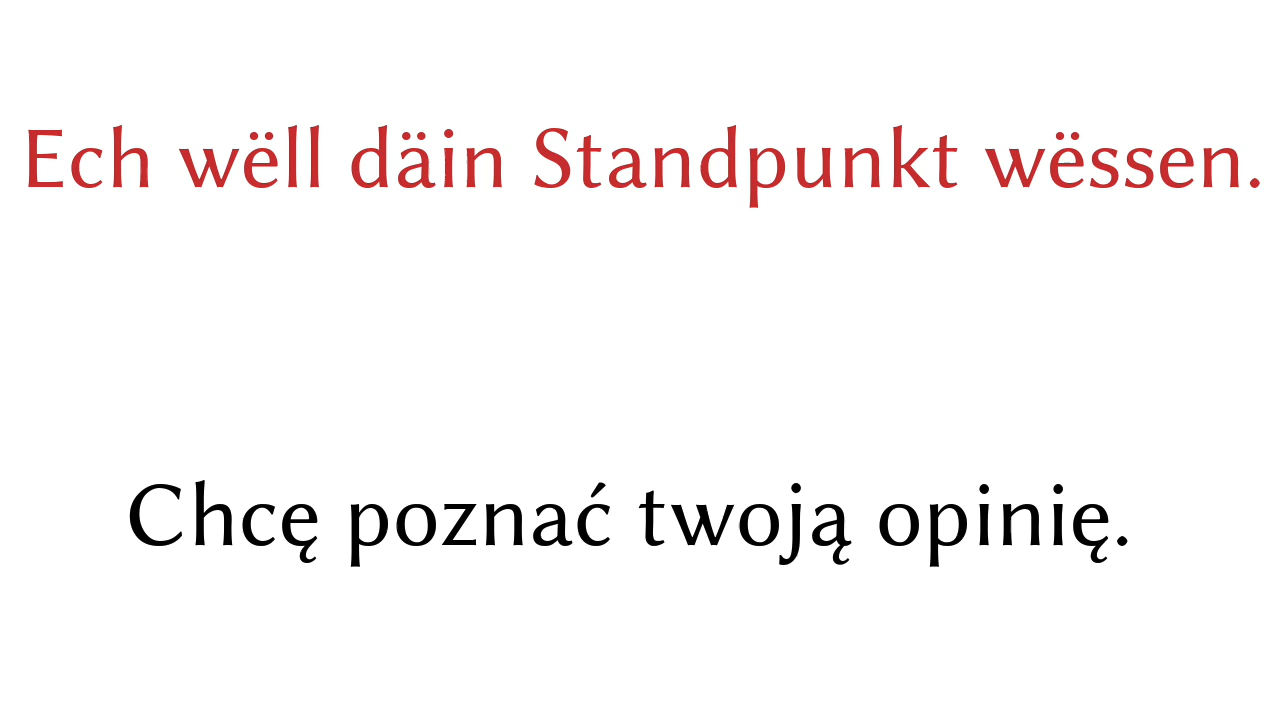 Ech wëll däin Standpunkt wëssen.
Chcę poznać twoją opinię.